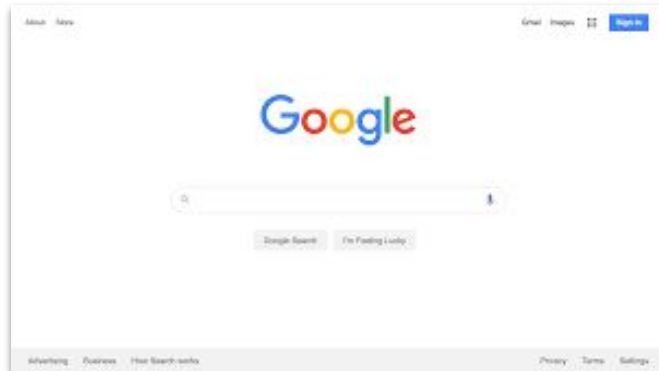 About Store Gmail Images Sign in
Google
Google Search I'm Feeling Lucky
Advertising Business How Search works Privacy Terms Settings